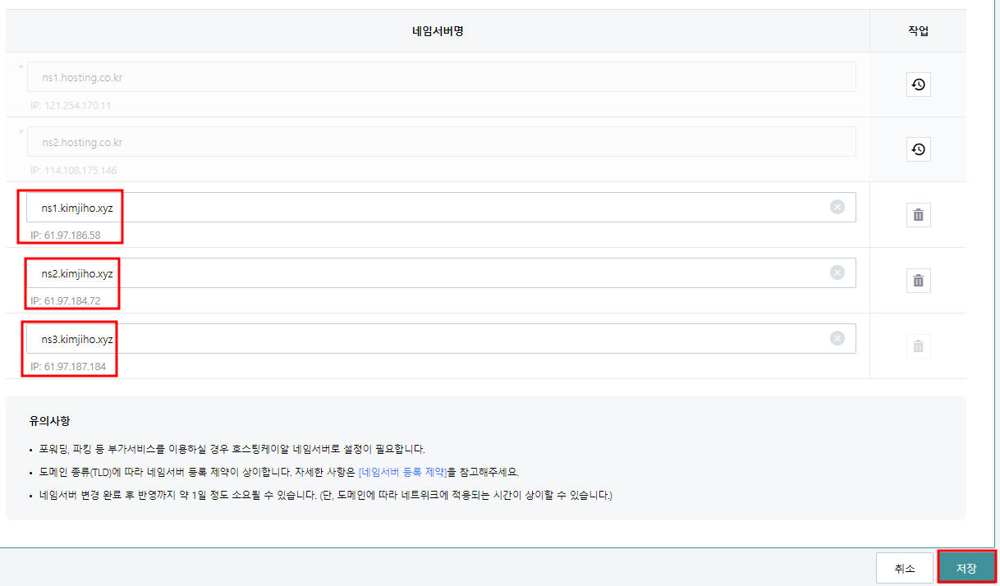 네임서버명 작업
* ns1.hosting.co.kr
IP: 121.254.170.11
* ns2.hosting.co.kr
IP: 114.108.175.146
ns1.kimjiho.xyz
IP: 61.97.186.58
ns2.kimjiho.xyz
IP: 61.97.184.72
ns3.kimjiho.xyz
IP: 61.97.187.184
유의사항
• 포워딩, 파킹 등 부가서비스를 이용하실 경우 호스팅케이알 네임서버로 설정이 필요합니다.
• 도메인 종류(TLD)에 따라 네임서버 등록 제약이 상이합니다. 자세한 사항은 [네임서버 등록 제약]을 참고해주세요.
• 네임서버 변경 완료 후 반영까지 약 1일 정도 소요될 수 있습니다. (단, 도메인에 따라 네트워크에 적용되는 시간이 상이할 수 있습니다.)
취소 저장